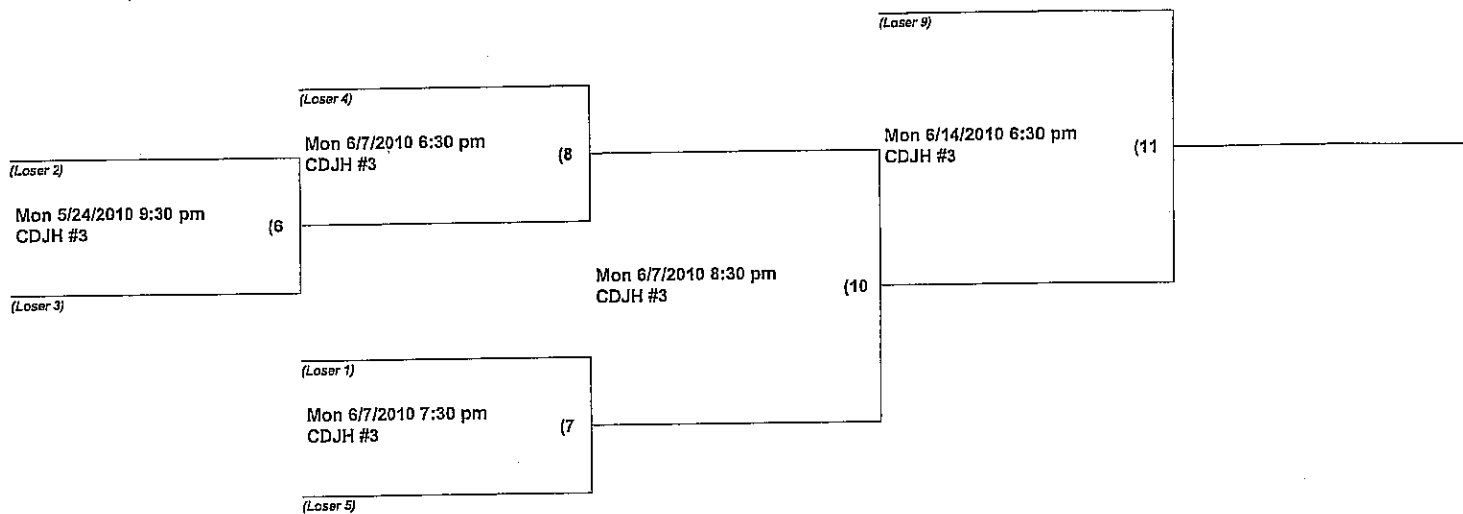 (Loser 9)
(Loser 4)
Mon 6/7/2010 6:30 pm
CDJH #3
(8
Mon 6/14/2010 6:30 pm
CDJH #3
(11
(Loser 2)
Mon 5/24/2010 9:30 pm
CDJH #3
(6
(Loser 3)
Mon 6/7/2010 8:30 pm
CDJH #3
(10
(Loser 1)
Mon 6/7/2010 7:30 pm
CDJH #3
(7
(Loser 5)